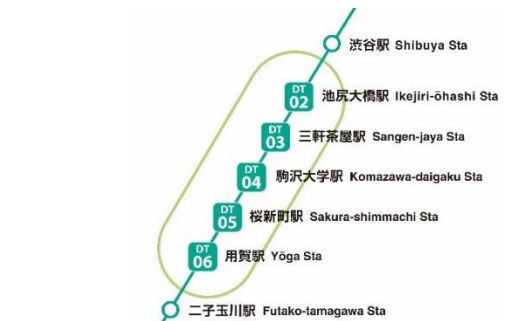 渋谷駅 Shibuya Sta
DT
02
池尻大橋駅 Ikejiri-ōhashi Sta
DT
03
三軒茶屋駅 Sangen-jaya Sta
DT
04
駒沢大学駅 Komazawa-daigaku Sta
DT
05
桜新町駅 Sakura-shimmachi Sta
DT
06
用賀駅 Yōga Sta
二子玉川駅 Futako-tamagawa Sta